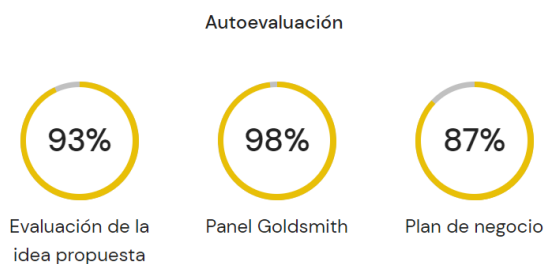 Autoevaluación
93%
98%
87%
Evaluación de la
idea propuesta
Panel Goldsmith
Plan de negocio